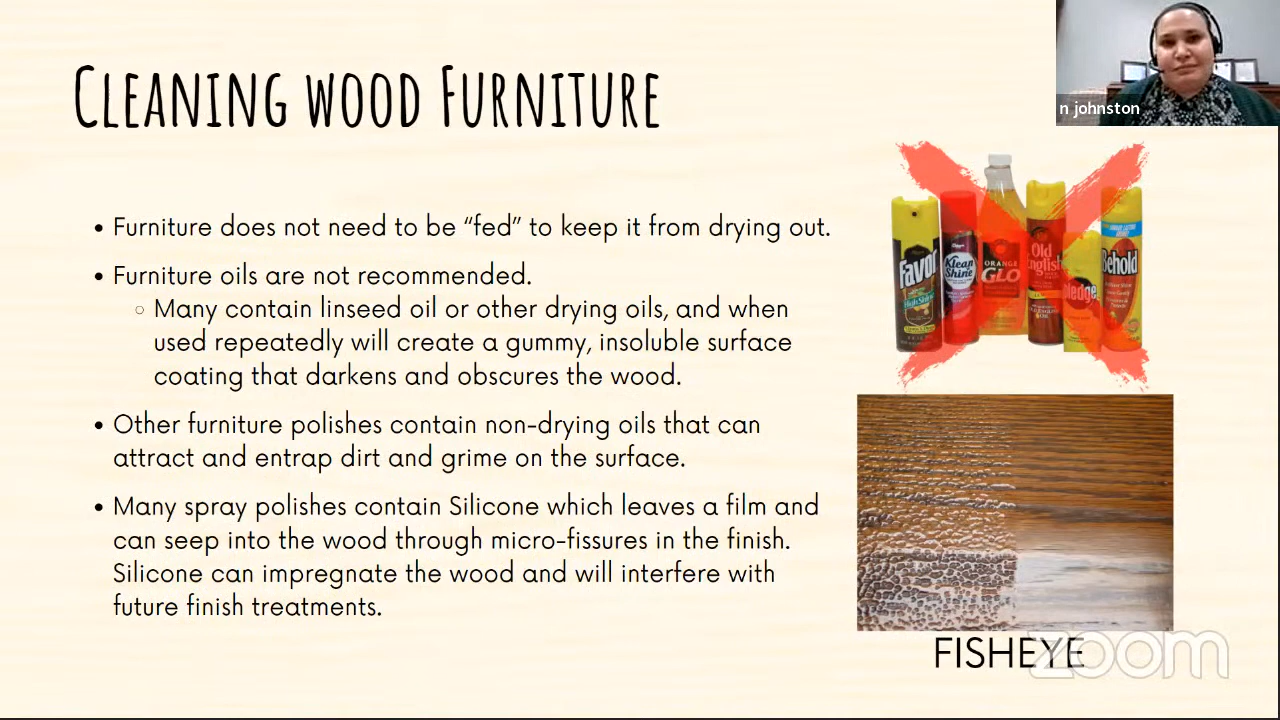 n johnston
Cleaning wood Furniture
• Furniture does not need to be “fed” to keep it from drying out.
• Furniture oils are not recommended.
◦ Many contain linseed oil or other drying oils, and when
used repeatedly will create a gummy, insoluble surface
coating that darkens and obscures the wood.
• Other furniture polishes contain non-drying oils that can
attract and entrap dirt and grime on the surface.
• Many spray polishes contain Silicone which leaves a film and
can seep into the wood through micro-fissures in the finish.
Silicone can impregnate the wood and will interfere with
future finish treatments.
Favor
Klean
Shine
ORANGE
GLO
Old
English
Pledge
Behold
FISHEYE
zoom